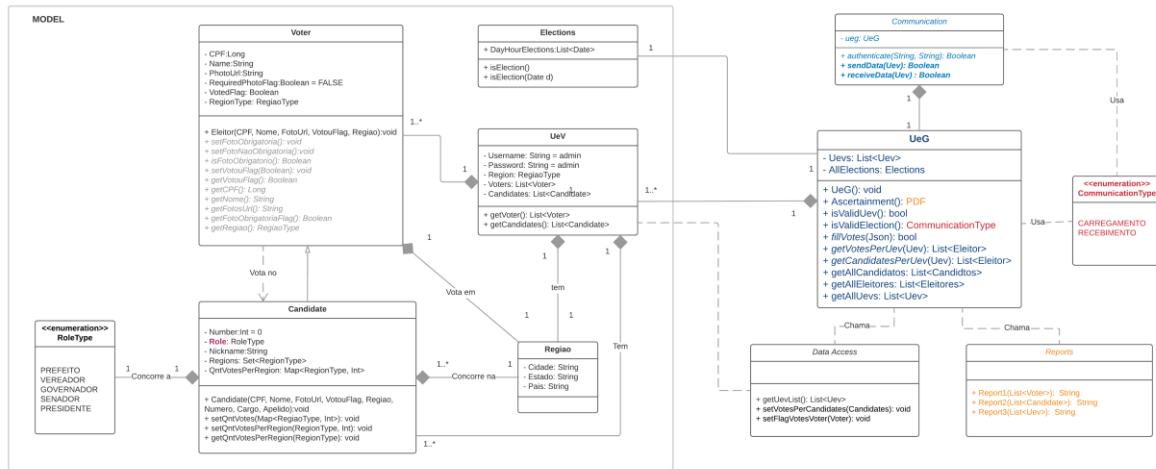 MODEL
Voter
- CPF:Long
- Name:String
- PhotoUrl:String
- RequiredPhotoFlag:Boolean = FALSE
- VotedFlag: Boolean
- RegionType: RegiaoType
+ Eleitor(CPF, Nome, FotoUrl, VotouFlag, Regiao):void
+ setFotoObrigatoria(): void
+ setFotoNaoObrigatoria():void
+ isFotoObrigatorio(): Boolean
+ setVotouFlag(Boolean): void
+ getVotouFlag(): Boolean
+ getCPF(): Long
+ getNome(): String
+ getFotosUrl(): String
+ getFotoObrigatoriaFlag(): Boolean
+ getRegiao(): RegiaoType
Elections
+ DayHourElections:List<Date>
+ isElection()
+ isElection(Date d)
1
Communication
- ueg: UeG
+ authenticate(String, String): Boolean
+ sendData(Uev): Boolean
+ receiveData(Uev) : Boolean
1
1
Usa
1..*
UeV
- Username: String = admin
- Password: String = admin
- Region: RegiaoType
- Voters: List<Voter>
- Candidates: List<Candidate>
+ getVoter(): List<Voter>
+ getCandidates(): List<Candidate>
1
1
1..*
1
1
UeG
- Uevs: List<Uev>
- AllElections: Elections
+ UeG(): void
+ Ascertainment(): PDF
+ isValidUev(): bool
+ isValidElection(): CommunicationType
+ fillVotes(Json): bool
+ getVotesPerUev(Uev): List<Eleitor>
+ getCandidatesPerUev(Uev): List<Eleitor>
+ getAllCandidatos: List<Candidtos>
+ getAllEleitores: List<Eleitores>
+ getAllUevs: List<Uev>
Usa
<<enumeration>>
CommunicationType
CARREGAMENTO
RECEBIMENTO
1
1
1
Vota no
Vota em
tem
1
1
Chama
Chama
Tem
Candidate
- Number:Int = 0
- Role: RoleType
- Nickname:String
- Regions: Set<RegionType>
- QntVotesPerRegion: Map<RegionType, Int>
+ Candidate(CPF, Nome, FotoUrl, VotouFlag, Regiao,
Numero, Cargo, Apelido):void
+ setQntVotes(Map<RegiaoType, Int>): void
+ setQntVotesPerRegion(RegionType, Int): void
+ getQntVotesPerRegion(RegionType): void
<<enumeration>>
RoleType
PREFEITO
VEREADOR
GOVERNADOR
SENADOR
PRESIDENTE
1
Concorre a
1
1..*
Concorre na
1
Regiao
- Cidade: String
- Estado: String
- Pais: String
1..*
Data Access
+ getUevList(): List<Uev>
+ setVotesPerCandidates(Candidates): void
+ setFlagVotesVoter(Voter): void
Reports
+ Report1(List<Voter>): String
+ Report2(List<Candidate>): String
+ Report3(List<Uev>): String